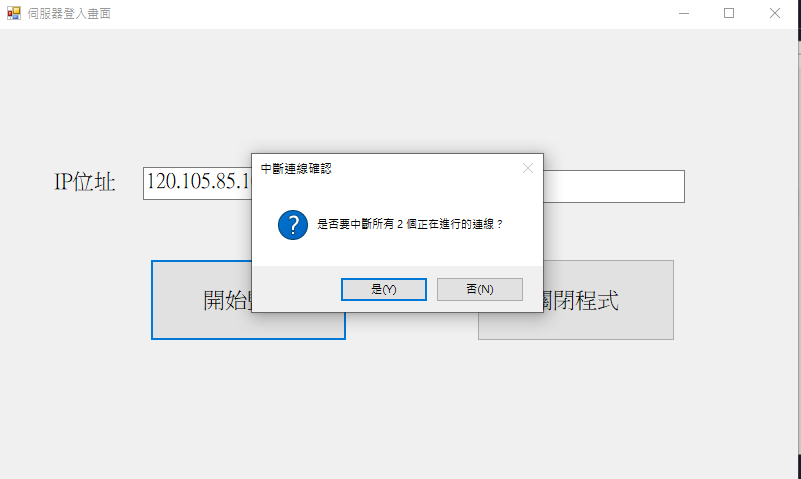 伺服器登入畫面
中斷連線確認
IP位址
120.105.85.1
是否要中斷所有 2 個正在進行的連線？
是(Y)
否(N)
開始
關閉程式